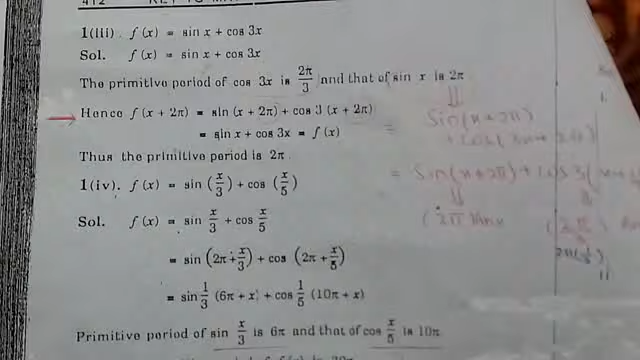 412
1(iii). f(x) = sin x + cos 3x
Sol. f(x) = sin x + cos 3x
The primitive period of cos 3x is 2π/3 and that of sin x is 2π
Hence f(x + 2π) = sin (x + 2π) + cos 3 (x + 2π)
= sin x + cos 3x = f(x)
= Sin(x+2π)
Thus the primitive period is 2π.
= Sin(x+2π) + cos 3
1(iv). f(x) = sin (x/3) + cos (x/5)
Sol. f(x) = sin x/3 + cos x/5
= sin (2π + x/3) + cos (2π + x/5)
= sin 1/3 (6π + x) + cos 1/5 (10π + x)
Primitive period of sin x/3 is 6π and that of cos x/5 is 10π